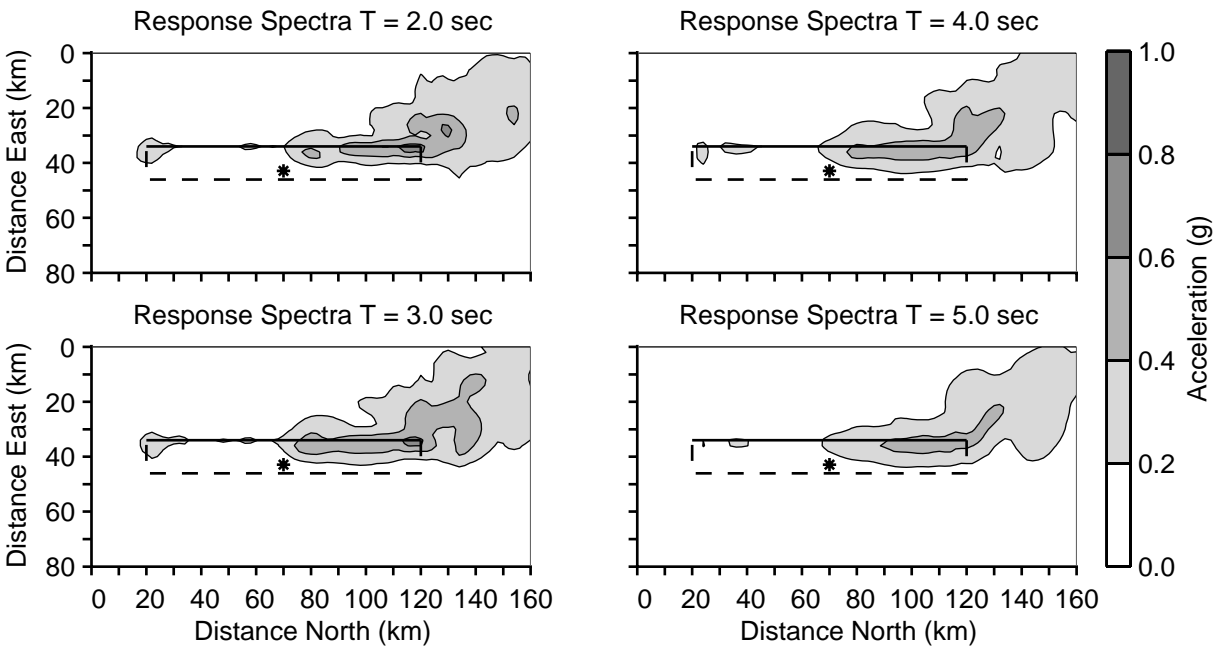 Response Spectra T = 2.0 sec
Response Spectra T = 4.0 sec
Distance East (km)
0
20
40
60
80
Response Spectra T = 3.0 sec
Response Spectra T = 5.0 sec
Distance East (km)
0
20
40
60
80
0 20 40 60 80 100 120 140 160
Distance North (km)
0 20 40 60 80 100 120 140 160
Distance North (km)
1.0
0.8
0.6
0.4
0.2
0.0
Acceleration (g)